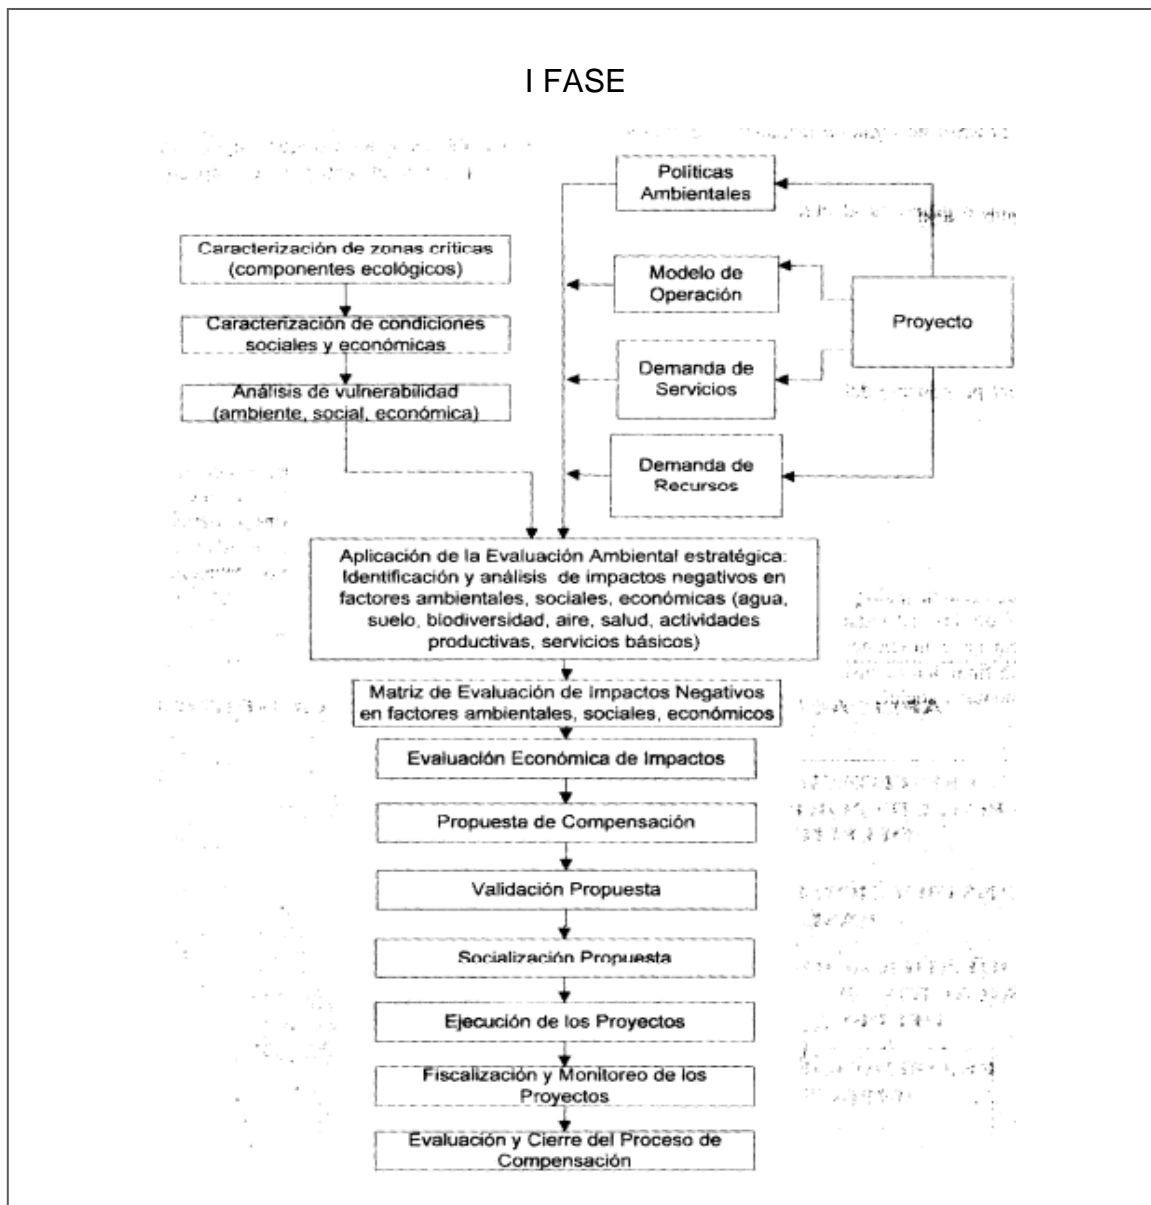 I FASE
Políticas
Ambientales
Caracterización de zonas críticas
(componentes ecológicos)
Modelo de
Operación
Proyecto
Caracterización de condiciones
sociales y económicas
Demanda de
Servicios
Análisis de vulnerabilidad
(ambiente, social, económica)
Demanda de
Recursos
Aplicación de la Evaluación Ambiental estratégica:
Identificación y análisis de impactos negativos en
factores ambientales, sociales, económicas (agua,
suelo, biodiversidad, aire, salud, actividades
productivas, servicios básicos)
Matriz de Evaluación de Impactos Negativos
en factores ambientales, sociales, económicos
Evaluación Económica de Impactos
Propuesta de Compensación
Validación Propuesta
Socialización Propuesta
Ejecución de los Proyectos
Fiscalización y Monitoreo de los
Proyectos
Evaluación y Cierre del Proceso de
Compensación